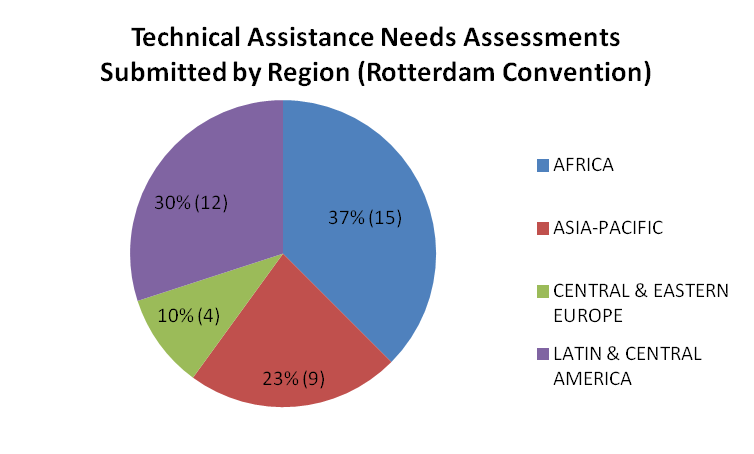 Technical Assistance Needs Assessments
Submitted by Region (Rotterdam Convention)
30% (12)
37% (15)
10% (4)
23% (9)
AFRICA
ASIA-PACIFIC
CENTRAL & EASTERN
EUROPE
LATIN & CENTRAL
AMERICA